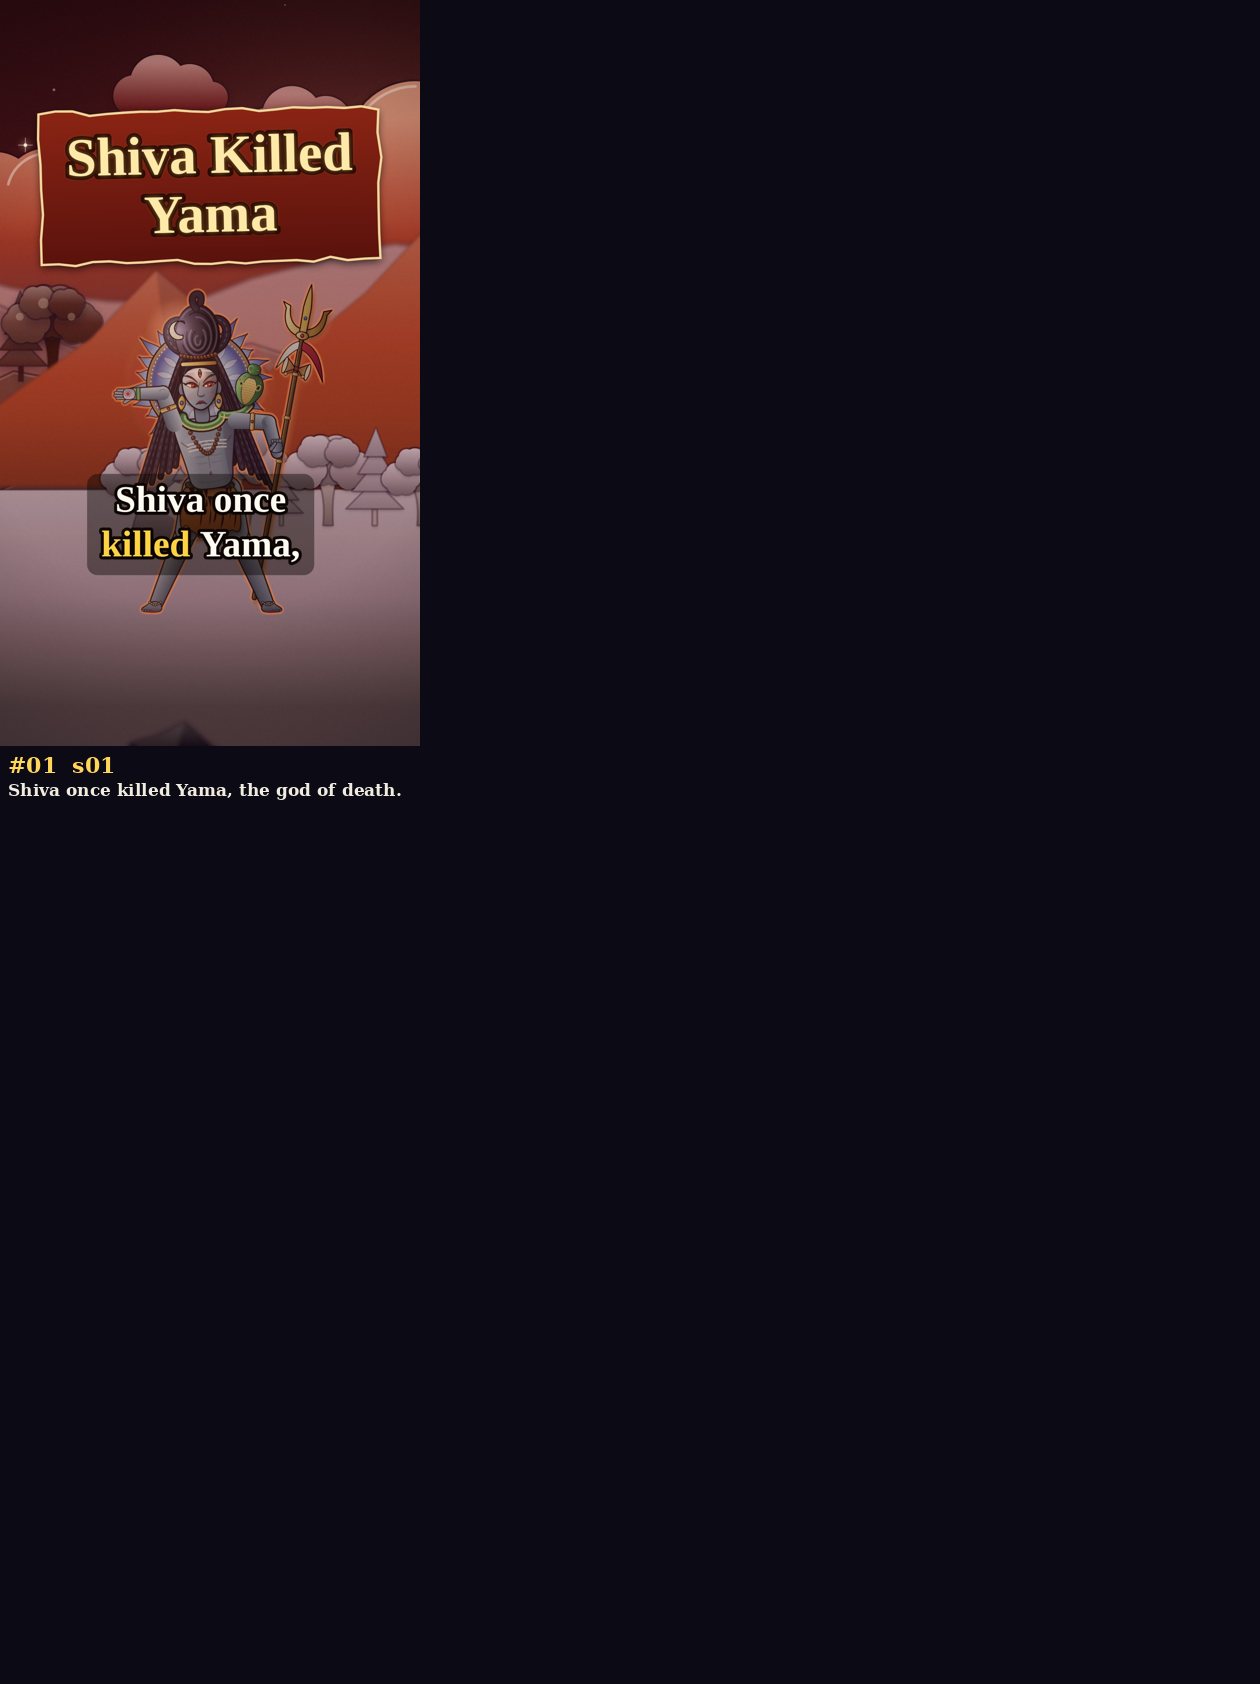 Shiva Killed
Yama
Shiva once
killed Yama,
#01 s01
Shiva once killed Yama, the god of death.